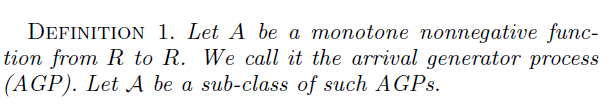 DEFINITION 1. Let A be a monotone nonnegative func-
tion from R to R. We call it the arrival generator process
(AGP). Let 𝒜 be a sub-class of such AGPs.